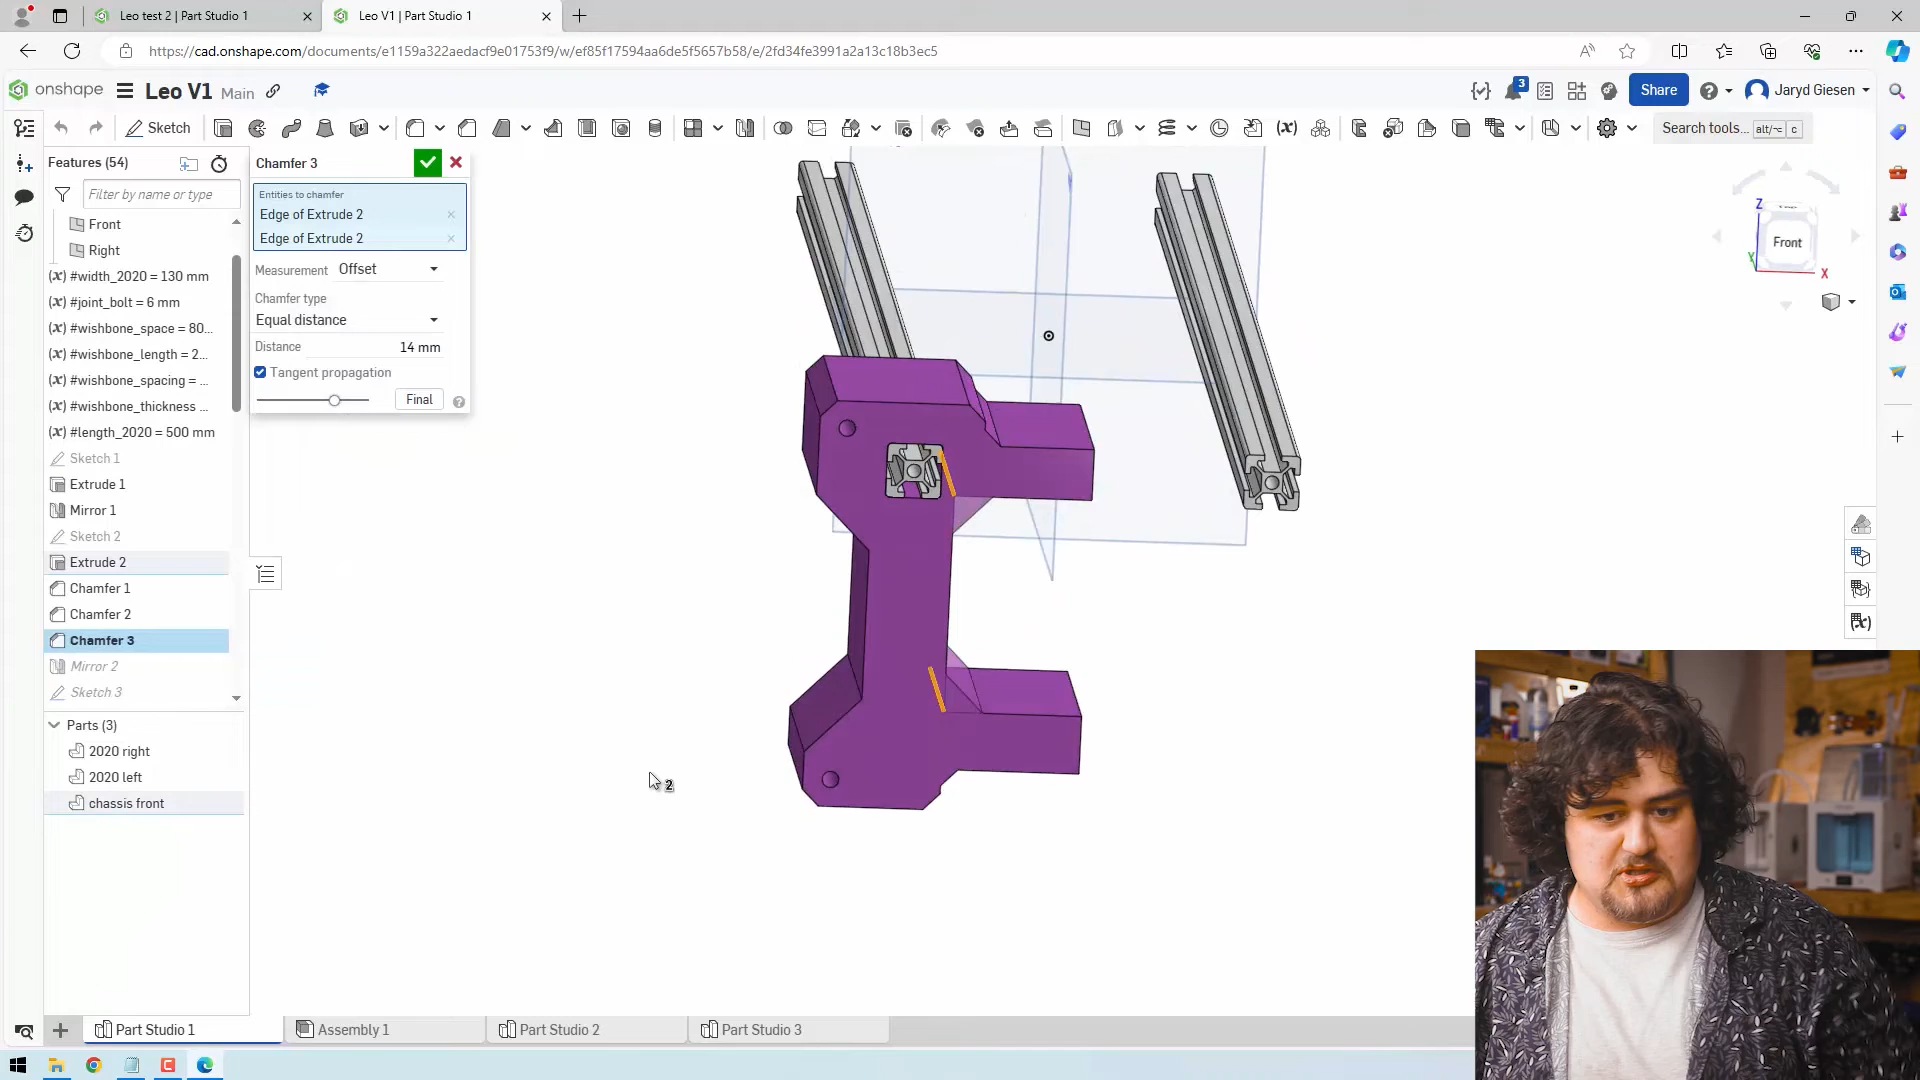 Leo test 2 | Part Studio 1
Leo V1 | Part Studio 1
https://cad.onshape.com/documents/e1159a322aedacf9e01753f9/w/ef85f17594aa6de5f5657b58/e/2fd34fe3991a2a13c18b3ec5
onshape
Leo V1 Main
3
Share
Jaryd Giesen
Sketch
Search tools... alt/⌥ c
Features (54)
Filter by name or type
Front
Right
(x) #width_2020 = 130 mm
(x) #joint_bolt = 6 mm
(x) #wishbone_space = 80...
(x) #wishbone_length = 2...
(x) #wishbone_spacing = ...
(x) #wishbone_thickness ...
(x) #length_2020 = 500 mm
Sketch 1
Extrude 1
Mirror 1
Sketch 2
Extrude 2
Chamfer 1
Chamfer 2
Chamfer 3
Mirror 2
Sketch 3
Parts (3)
2020 right
2020 left
chassis front
Chamfer 3
Entities to chamfer
Edge of Extrude 2
Edge of Extrude 2
Measurement Offset
Chamfer type
Equal distance
Distance 14 mm
Tangent propagation
Final
2
Z
Front
Y
X
Part Studio 1
Assembly 1
Part Studio 2
Part Studio 3